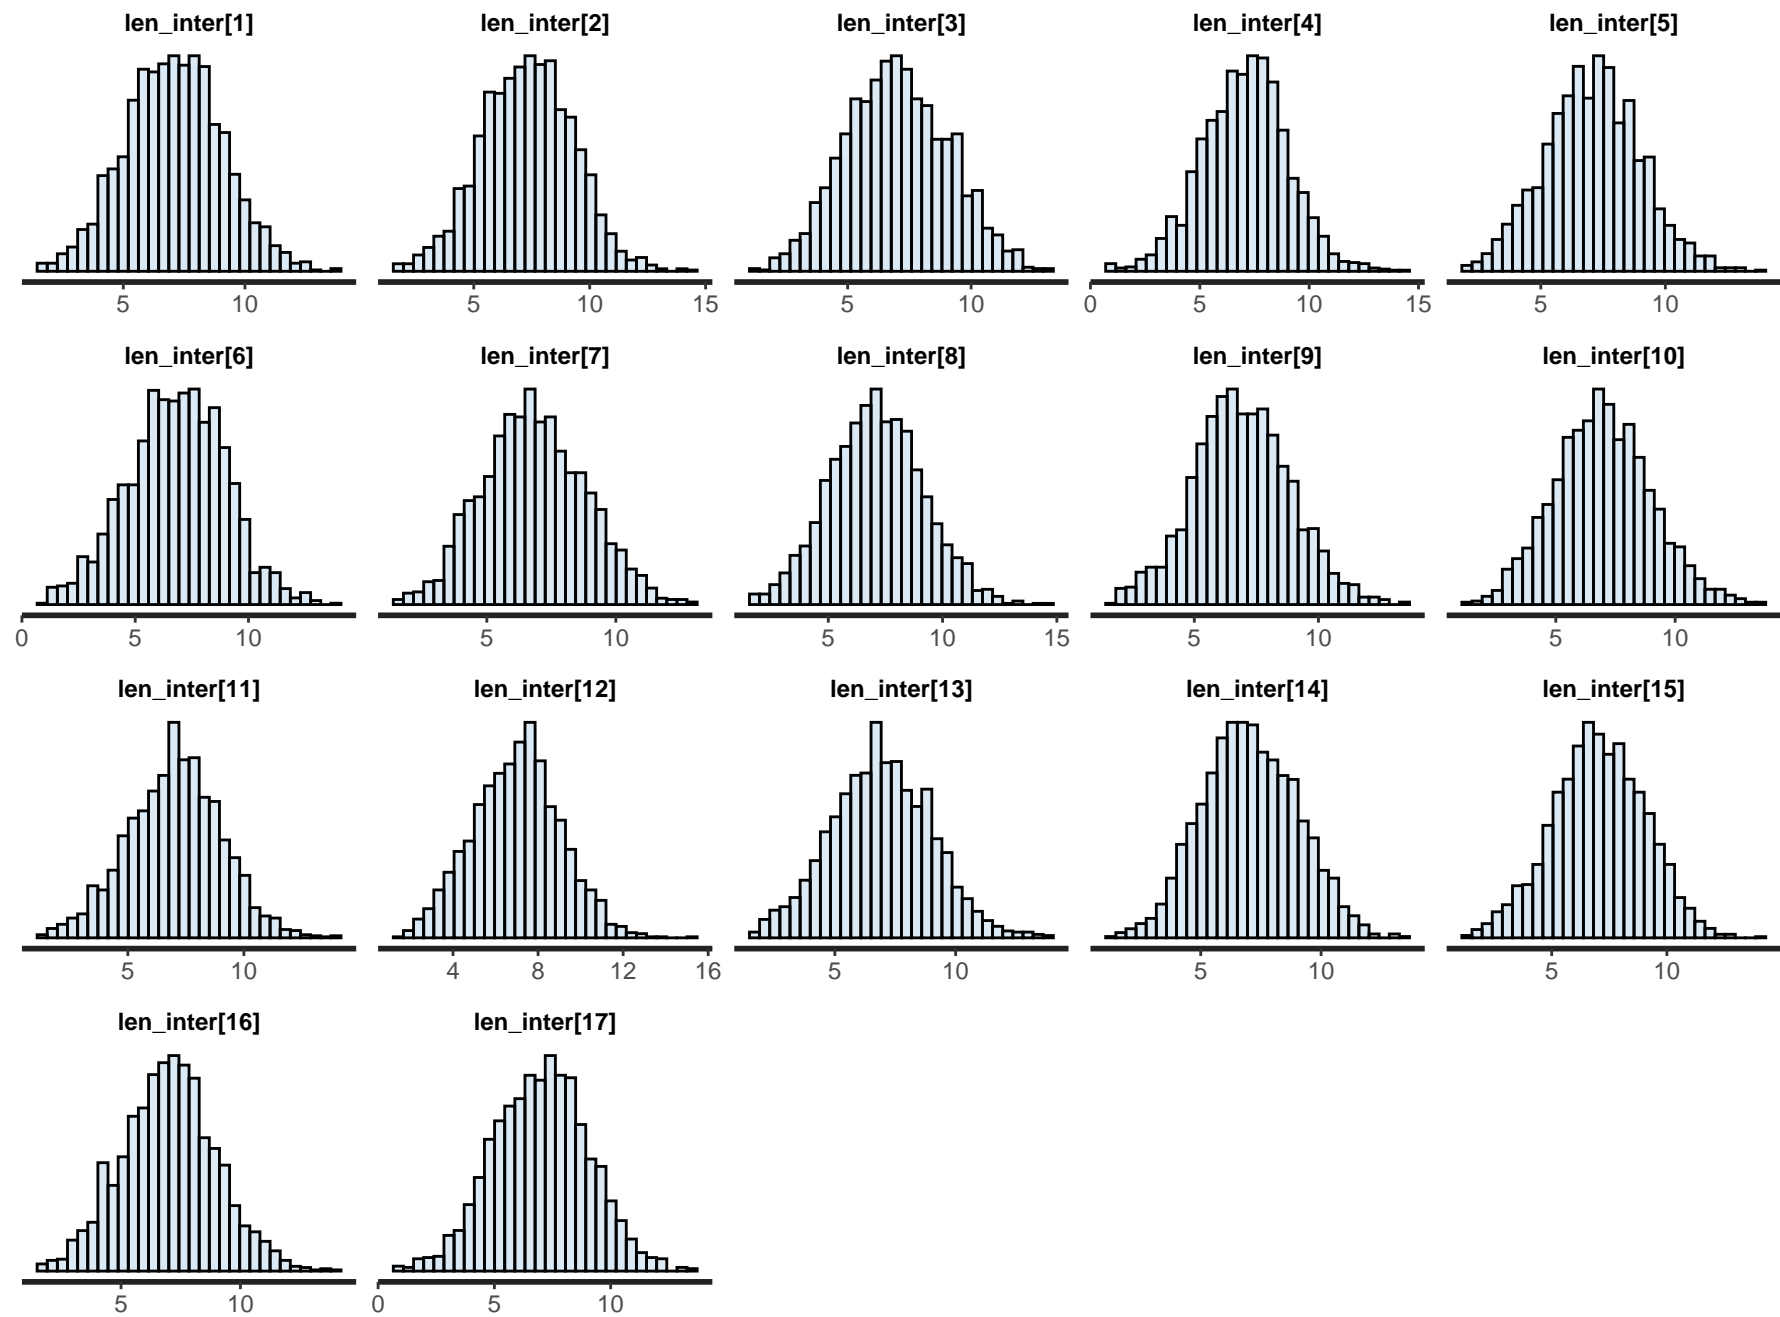 len_inter[1] len_inter[2] len_inter[3] len_inter[4] len_inter[5]
5 10 5 10 15 5 10 0 5 10 15 5 10
len_inter[6] len_inter[7] len_inter[8] len_inter[9] len_inter[10]
0 5 10 5 10 5 10 15 5 10 5 10
len_inter[11] len_inter[12] len_inter[13] len_inter[14] len_inter[15]
5 10 4 8 12 16 5 10 5 10 5 10
len_inter[16] len_inter[17]
5 10 0 5 10